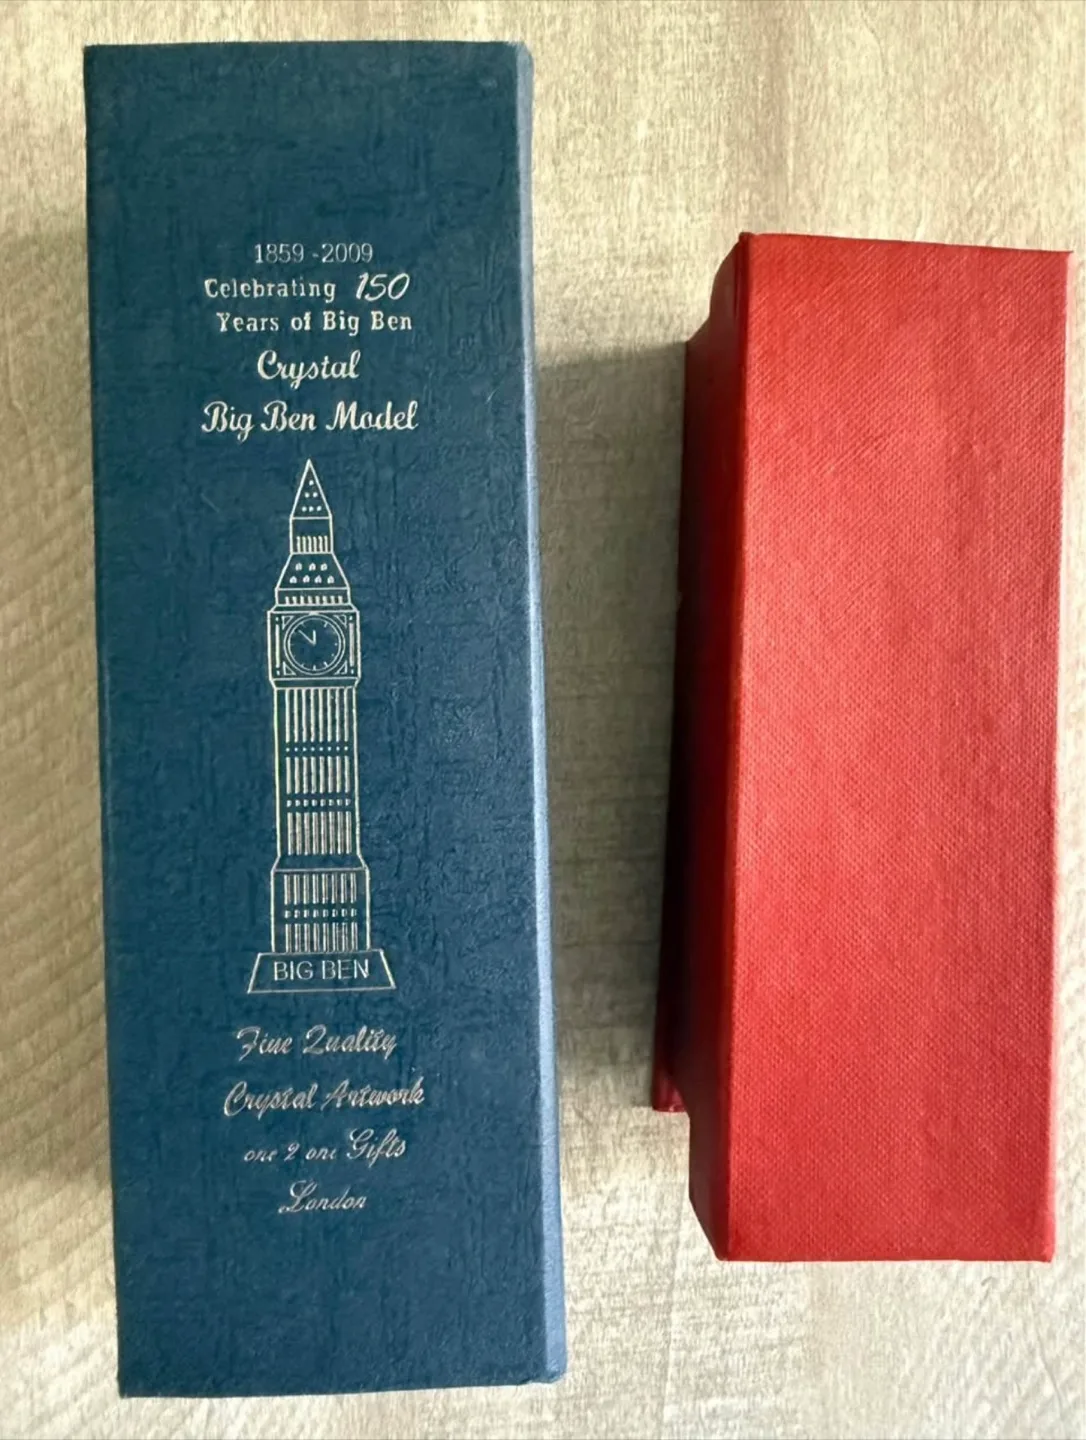 1859 - 2009
Celebrating 150
Years of Big Ben
Crystal
Big Ben Model
BIG BEN
Fine Quality
Crystal Artwork
one 2 one Gifts
London